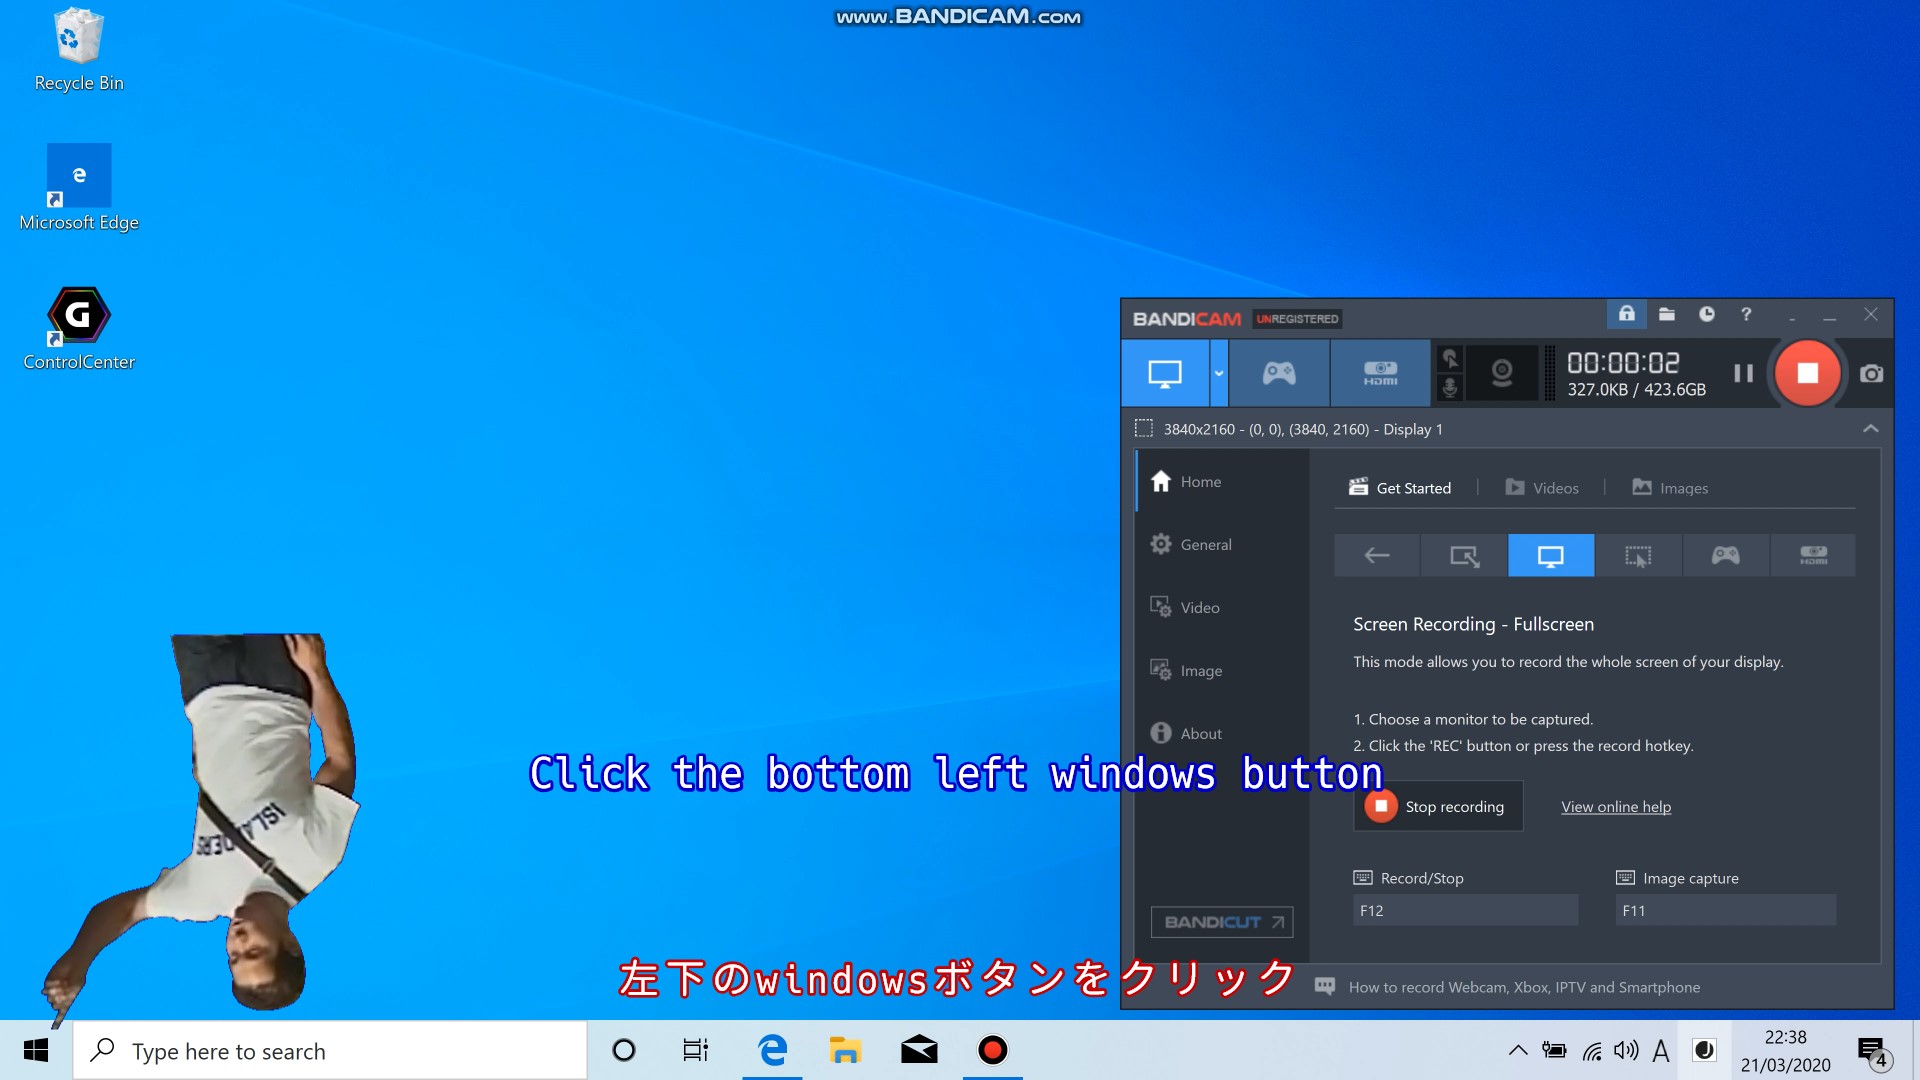 www.BANDICAM.com
Recycle Bin
Microsoft Edge
G
ControlCenter
BANDICAM UNREGISTERED
?
HDMI
00:00:02
327.0KB / 423.6GB
3840x2160 - (0, 0), (3840, 2160) - Display 1
Home
General
Video
Image
About
Get Started
Videos
Images
HDMI
Screen Recording - Fullscreen
This mode allows you to record the whole screen of your display.
1. Choose a monitor to be captured.
2. Click the 'REC' button or press the record hotkey.
Click the bottom left windows button
Stop recording
View online help
Record/Stop
F12
Image capture
F11
BANDICUT
ISLANDERS
左下のwindowsボタンをクリック
How to record Webcam, Xbox, IPTV and Smartphone
Type here to search
A
J
22:38
21/03/2020
4